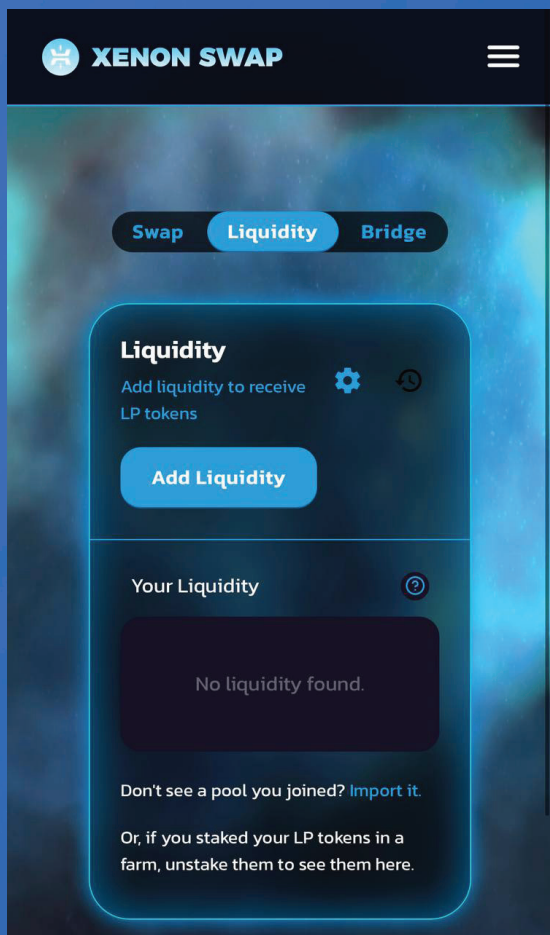 XENON SWAP
Swap Liquidity Bridge
Liquidity
Add liquidity to receive
LP tokens
Add Liquidity
Your Liquidity
No liquidity found.
Don't see a pool you joined? Import it.
Or, if you staked your LP tokens in a
farm, unstake them to see them here.